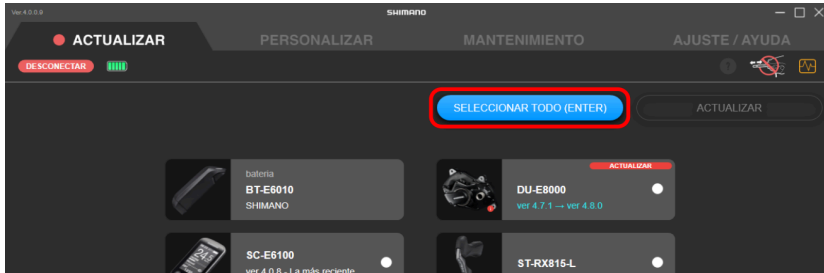 Ver.4.0.0.9
SHIMANO
ACTUALIZAR
PERSONALIZAR
MANTENIMIENTO
AJUSTE / AYUDA
DESCONECTAR
?
SELECCIONAR TODO (ENTER)
ACTUALIZAR
batería
BT-E6010
SHIMANO
ACTUALIZAR
DU-E8000
ver 4.7.1 → ver 4.8.0
SC-E6100
ver 4.0.8 - La más reciente
ST-RX815-L